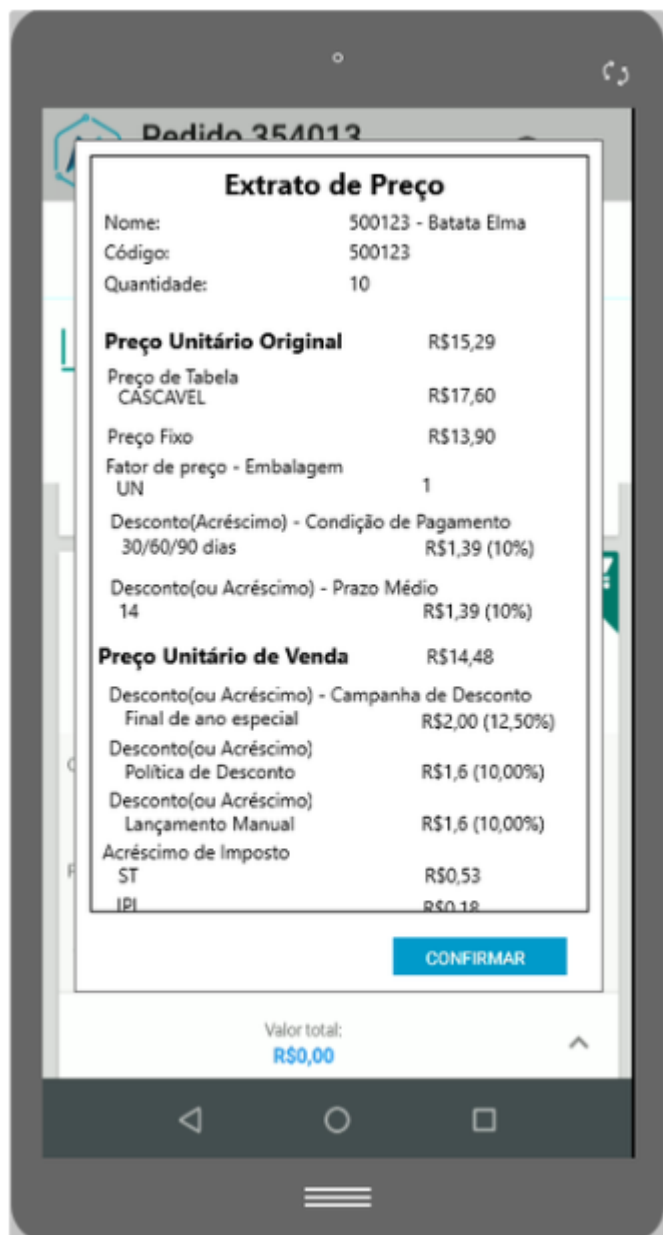 Pedido 354013
Extrato de Preço
Nome: 500123 - Batata Elma
Código: 500123
Quantidade: 10
Preço Unitário Original R$15,29
Preço de Tabela
CASCAVEL R$17,60
Preço Fixo R$13,90
Fator de preço - Embalagem
UN 1
Desconto(Acréscimo) - Condição de Pagamento
30/60/90 dias R$1,39 (10%)
Desconto(ou Acréscimo) - Prazo Médio
14 R$1,39 (10%)
Preço Unitário de Venda R$14,48
Desconto(ou Acréscimo) - Campanha de Desconto
Final de ano especial R$2,00 (12,50%)
Desconto(ou Acréscimo)
Política de Desconto R$1,6 (10,00%)
Desconto(ou Acréscimo)
Lançamento Manual R$1,6 (10,00%)
Acréscimo de Imposto
ST R$0,53
IPI R$0,18
CONFIRMAR
Valor total:
R$0,00